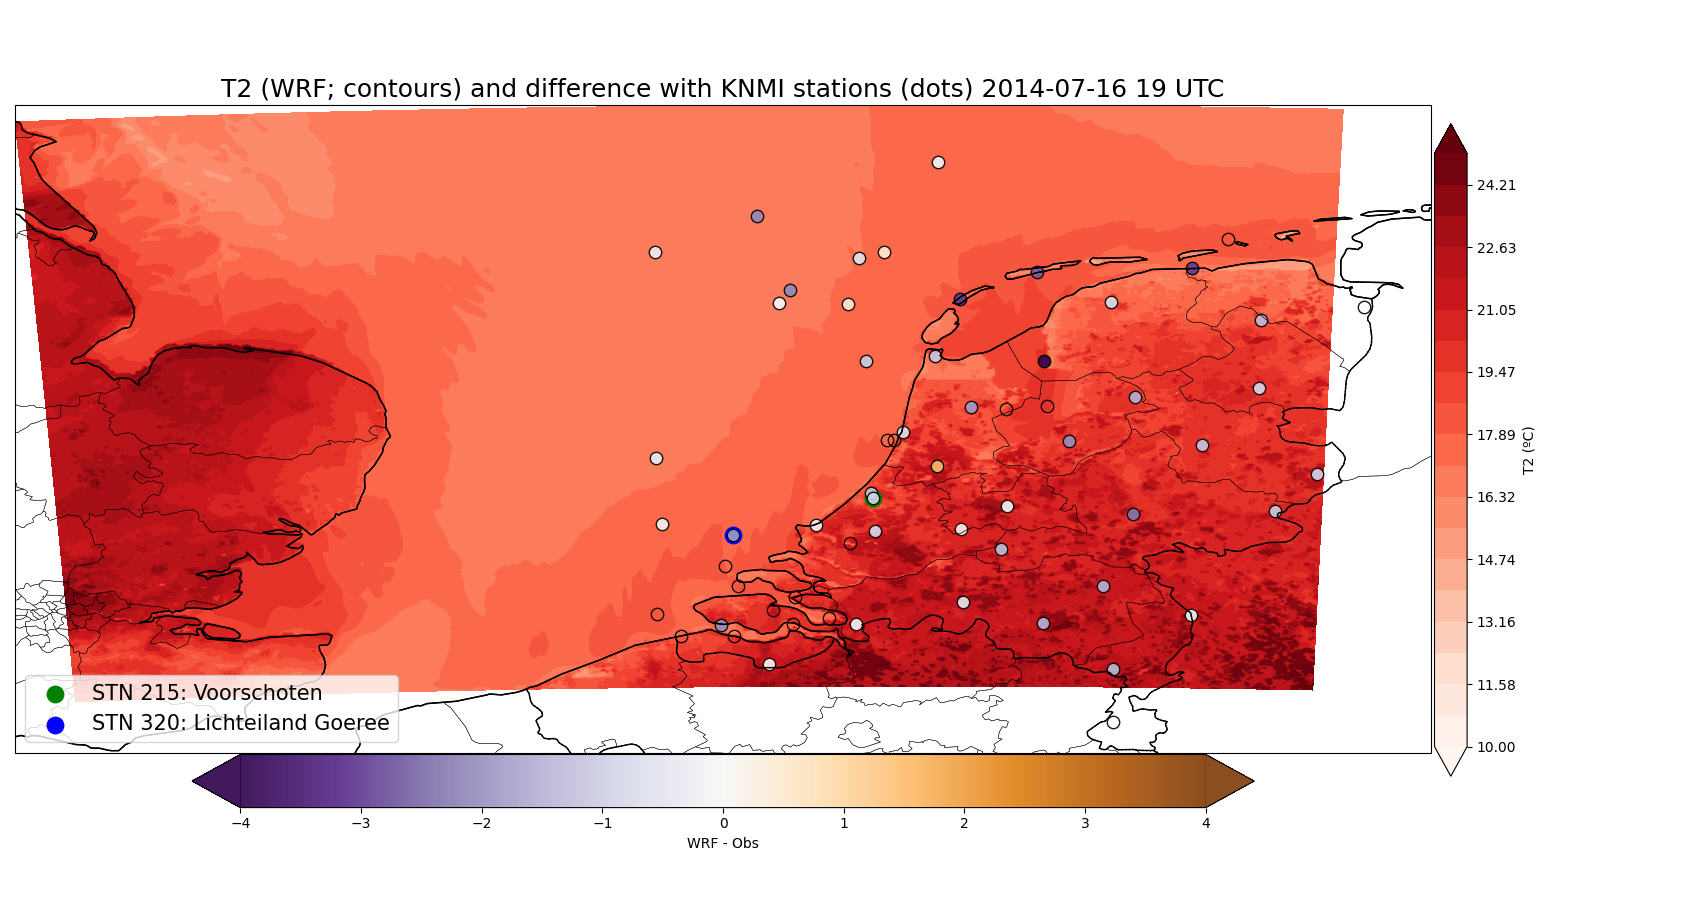 T2 (WRF; contours) and difference with KNMI stations (dots) 2014-07-16 19 UTC
24.21
22.63
21.05
19.47
17.89
16.32
14.74
13.16
11.58
10.00
T2 (ºC)
STN 215: Voorschoten
STN 320: Lichteiland Goeree
−4 −3 −2 −1 0 1 2 3 4
WRF - Obs